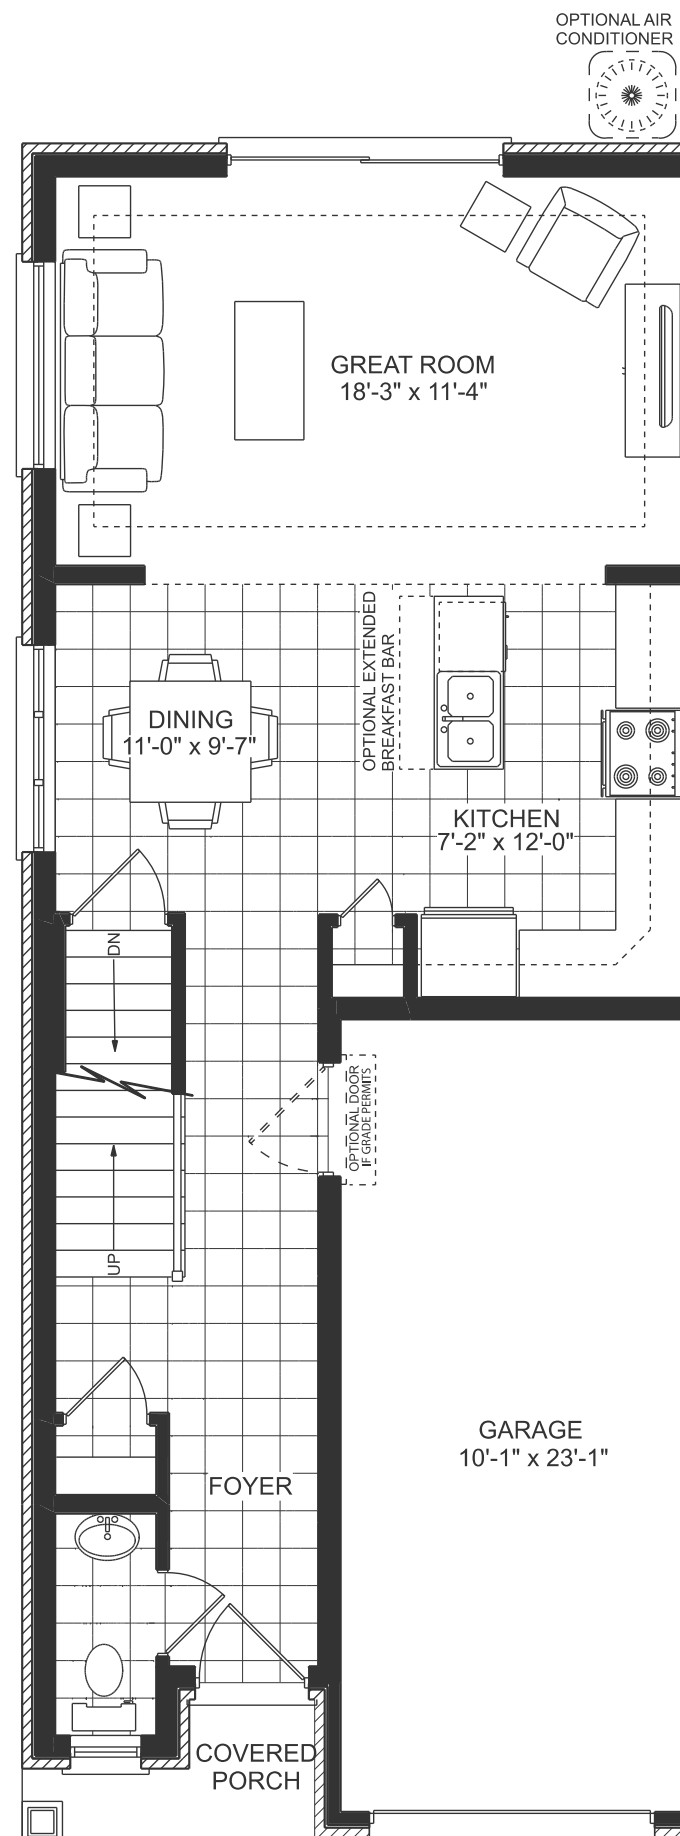 OPTIONAL AIR
CONDITIONER
GREAT ROOM
18'-3" x 11'-4"
OPTIONAL EXTENDED
BREAKFAST BAR
DINING
11'-0" x 9'-7"
KITCHEN
7'-2" x 12'-0"
DN
OPTIONAL DOOR
IF GRADE PERMITS
UP
GARAGE
10'-1" x 23'-1"
FOYER
COVERED
PORCH